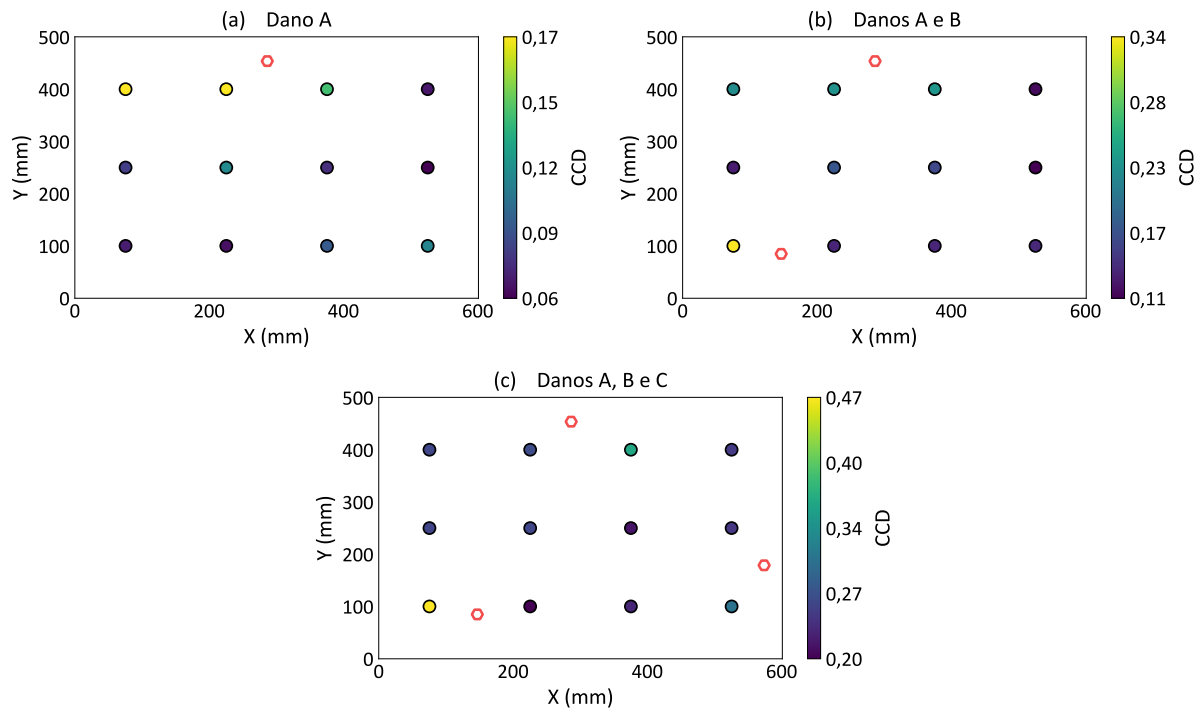 (a) Dano A
500
400
300
200
100
0
Y (mm)
0 200 400 600
X (mm)
0,17
0,15
0,12
0,09
0,06
CCD
(b) Danos A e B
500
400
300
200
100
0
Y (mm)
0 200 400 600
X (mm)
0,34
0,28
0,23
0,17
0,11
CCD
(c) Danos A, B e C
500
400
300
200
100
0
Y (mm)
0 200 400 600
X (mm)
0,47
0,40
0,34
0,27
0,20
CCD